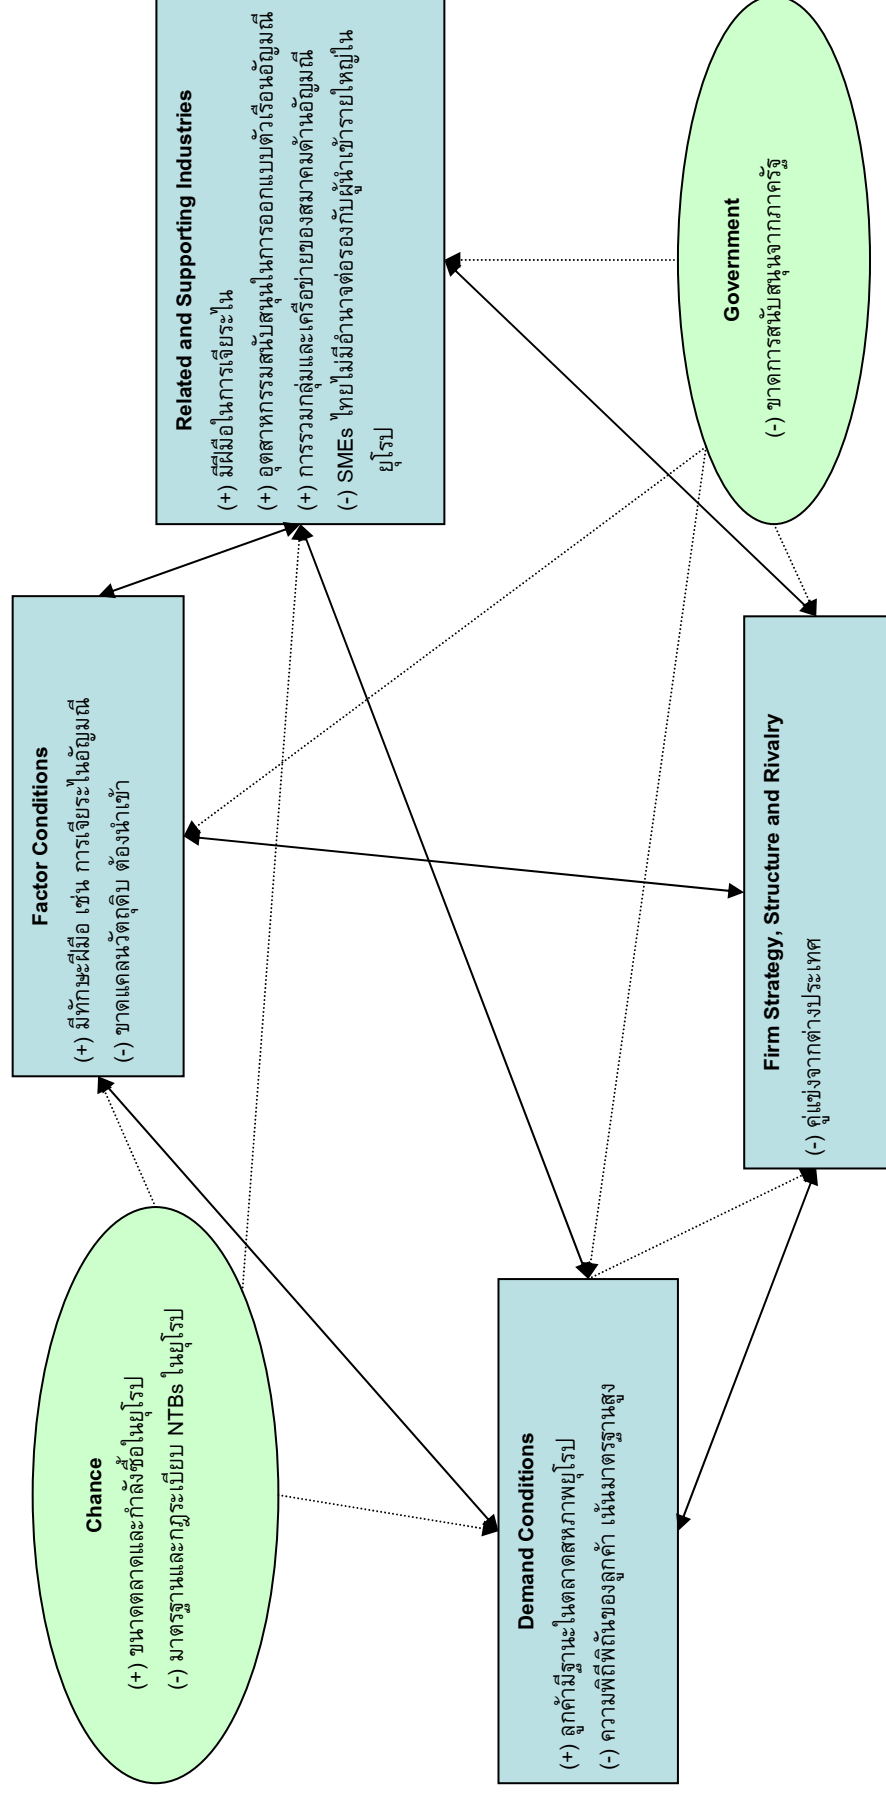 Chance
(+) ขนาดตลาดและกำลังซื้อในยุโรป
(-) มาตรฐานและกฎระเบียบ NTBs ในยุโรป
Factor Conditions
(+) มีทักษะฝีมือ เช่น การเจียระไนอัญมณี
(-) ขาดแคลนวัตถุดิบ ต้องนำเข้า
Related and Supporting Industries
(+) มีฝีมือในการเจียระไน
(+) อุตสาหกรรมสนับสนุนในการออกแบบตัวเรือนอัญมณี
(+) การรวมกลุ่มและเครือข่ายของสมาคมด้านอัญมณี
(-) SMEs ไทยไม่มีอำนาจต่อรองกับผู้นำเข้ารายใหญ่ใน
ยุโรป
Demand Conditions
(+) ลูกค้ามีฐานะในตลาดสหภาพยุโรป
(-) ความพิถีพิถันของลูกค้า เน้นมาตรฐานสูง
Firm Strategy, Structure and Rivalry
(-) คู่แข่งจากต่างประเทศ
Government
(-) ขาดการสนับสนุนจากภาครัฐ